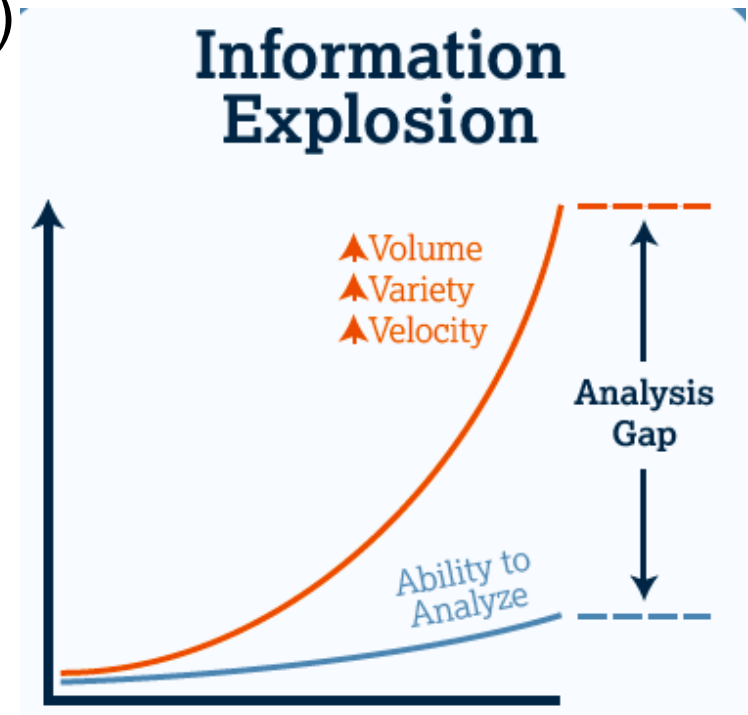 )
Information
Explosion
Volume
Variety
Velocity
Analysis
Gap
Ability to
Analyze